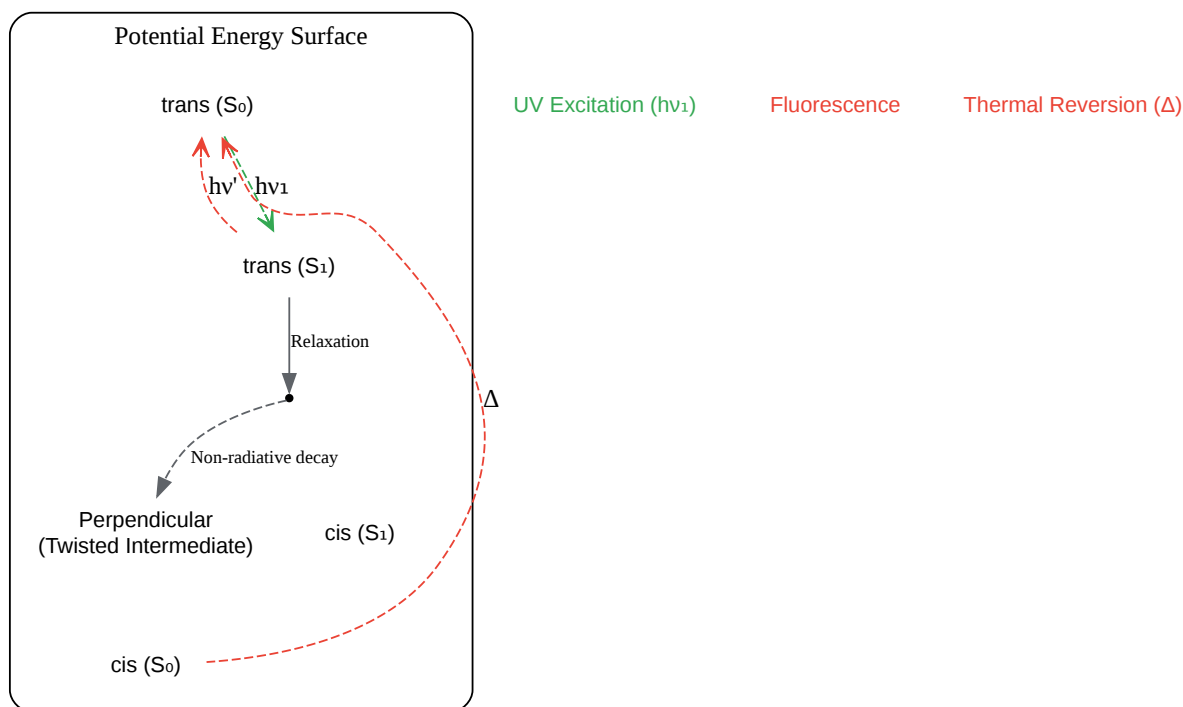 Potential Energy Surface
trans (S₀)
UV Excitation (hν₁)
Fluorescence
Thermal Reversion (Δ)
hν'
hν₁
trans (S₁)
Relaxation
Δ
Non-radiative decay
Perpendicular
(Twisted Intermediate)
cis (S₁)
cis (S₀)